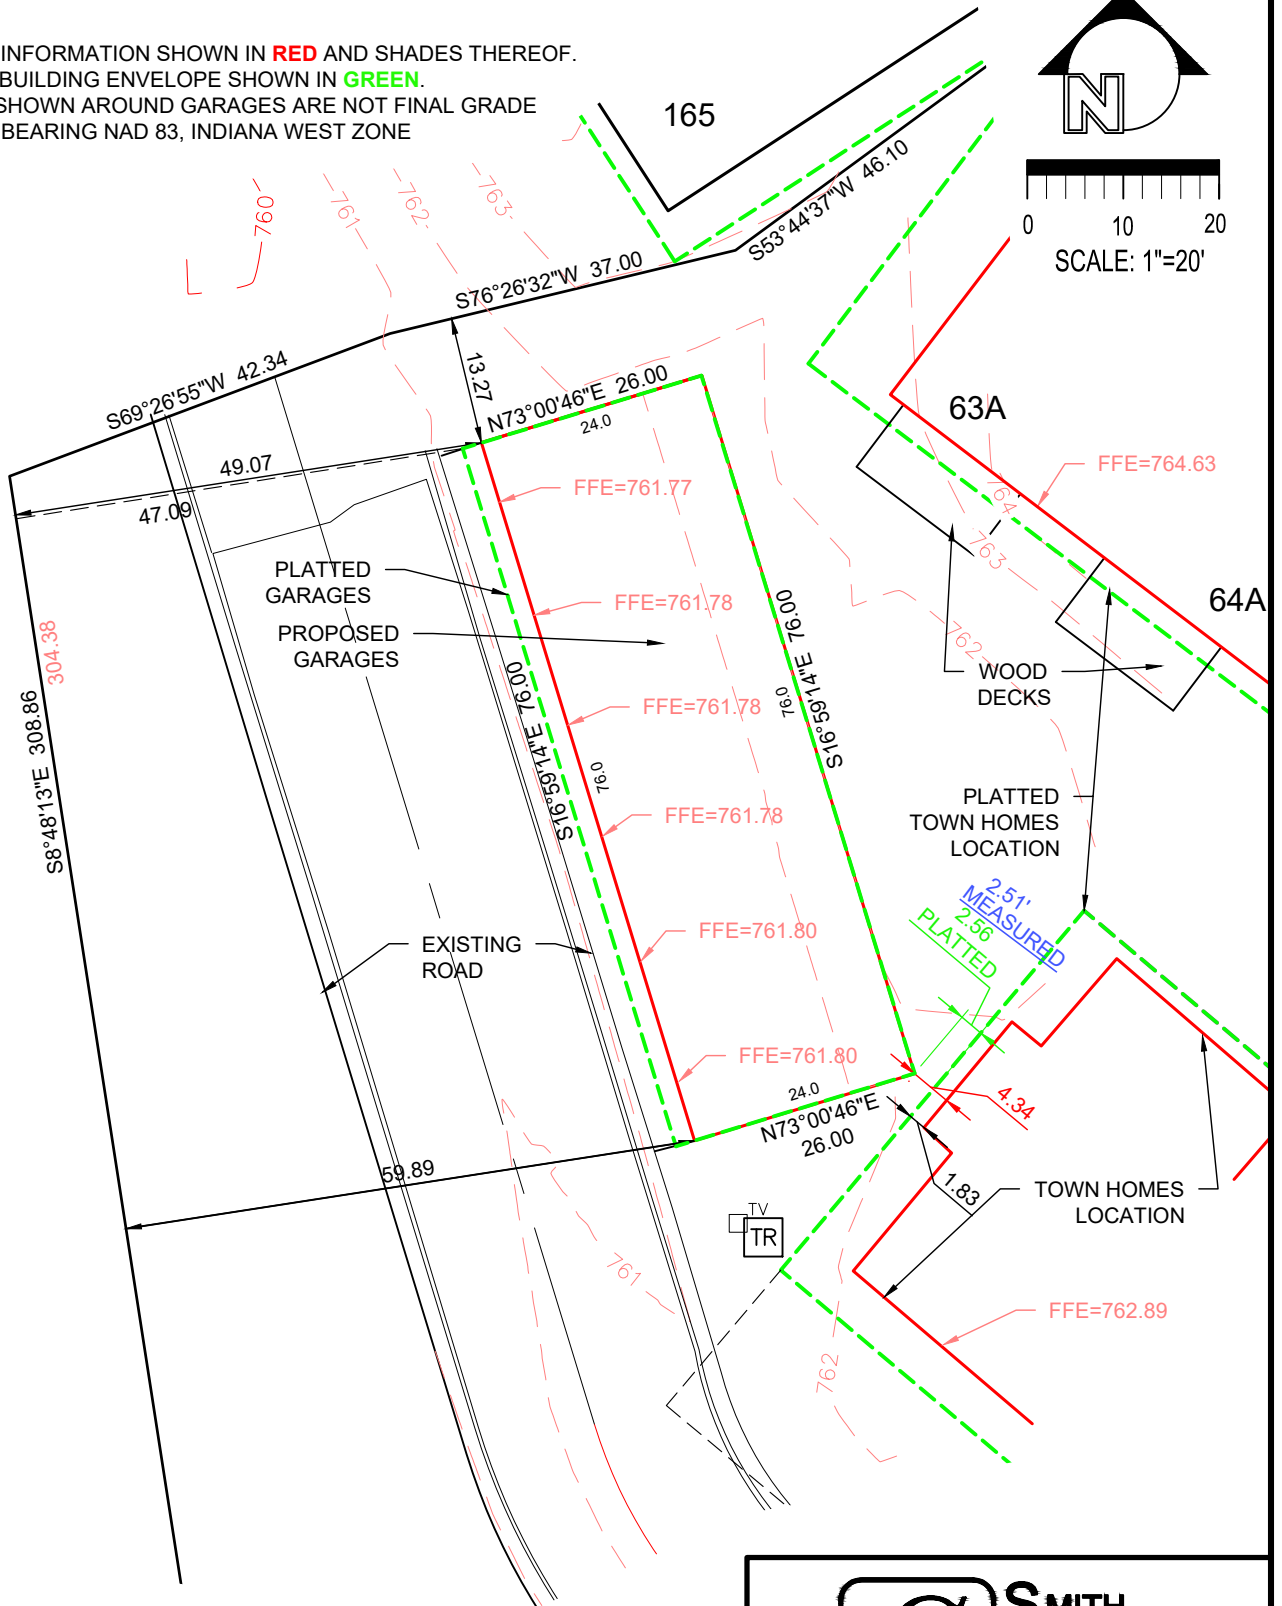 INFORMATION SHOWN IN RED AND SHADES THEREOF.
BUILDING ENVELOPE SHOWN IN GREEN.
SHOWN AROUND GARAGES ARE NOT FINAL GRADE
BEARING NAD 83, INDIANA WEST ZONE
165
N
0 10 20
SCALE: 1"=20'
760
761
762
763
S53°44'37"W 46.10
S76°26'32"W 37.00
S69°26'55"W 42.34
13.27
N73°00'46"E 26.00
24.0
49.07
47.09
63A
FFE=764.63
764
763
FFE=761.77
PLATTED
GARAGES
FFE=761.78
PROPOSED
GARAGES
64A
762
WOOD
DECKS
304.38
S8°48'13"E 308.86
S16°59'14"E 76.00
76.0
FFE=761.78
S16°59'14"E 76.00
76.0
FFE=761.78
PLATTED
TOWN HOMES
LOCATION
2.51'
MEASURED
2.56
PLATTED
FFE=761.80
EXISTING
ROAD
FFE=761.80
24.0
N73°00'46"E
26.00
4.34
1.83
59.89
TOWN HOMES
LOCATION
TV
TR
761
FFE=762.89
762
SMITH